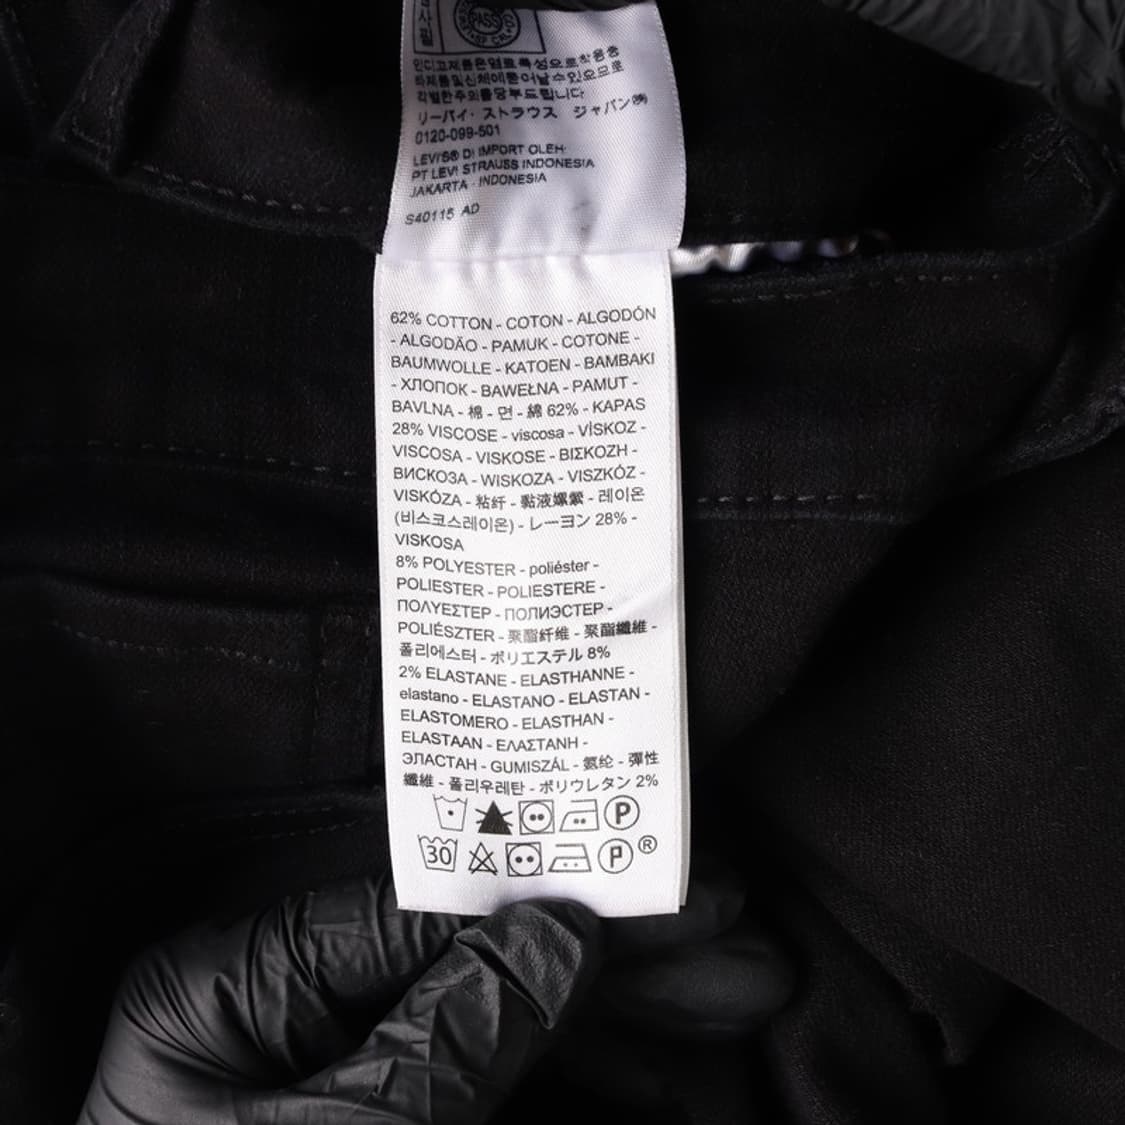 PASS
인디고제품은염료특성으로착용중
타제품및신체에묻어날수있으므로
각별한주의를당부드립니다
リーバイ・ストラウス ジャパン㈱
0120-099-501
LEVI'S® DI IMPORT OLEH:
PT LEVI STRAUSS INDONESIA
JAKARTA - INDONESIA
S40115 AD
62% COTTON - COTON - ALGODÓN
- ALGODÃO - PAMUK - COTONE -
BAUMWOLLE - KATOEN - BAMBAKI
- ХЛОПОК - BAWEŁNA - PAMUT -
BAVLNA - 棉 - 면 - 綿 62% - KAPAS
28% VISCOSE - viscosa - VİSKOZ -
VISCOSA - VISKOSE - ΒΙΣΚΟΖΗ -
ВИСКОЗА - WISKOZA - VISZKÓZ -
VISKÓZA - 粘纤 - 黏液嫘縈 - 레이온
(비스코스레이온) - レーヨン 28% -
VISKOSA
8% POLYESTER - poliéster -
POLIESTER - POLIESTERE -
ΠΟΛΥΕΣΤΕΡ - ПОЛИЭСТЕР -
POLIÉSZTER - 聚酯纤维 - 聚酯纖維 -
폴리에스터 - ポリエステル 8%
2% ELASTANE - ELASTHANNE -
elastano - ELASTANO - ELASTAN -
ELASTOMERO - ELASTHAN -
ELASTAAN - ΕΛΑΣΤΑΝΗ -
ЭЛАСТАН - GUMISZÁL - 氨纶 - 彈性
纖維 - 폴리우레탄 - ポリウレタン 2%
P
30 P ®